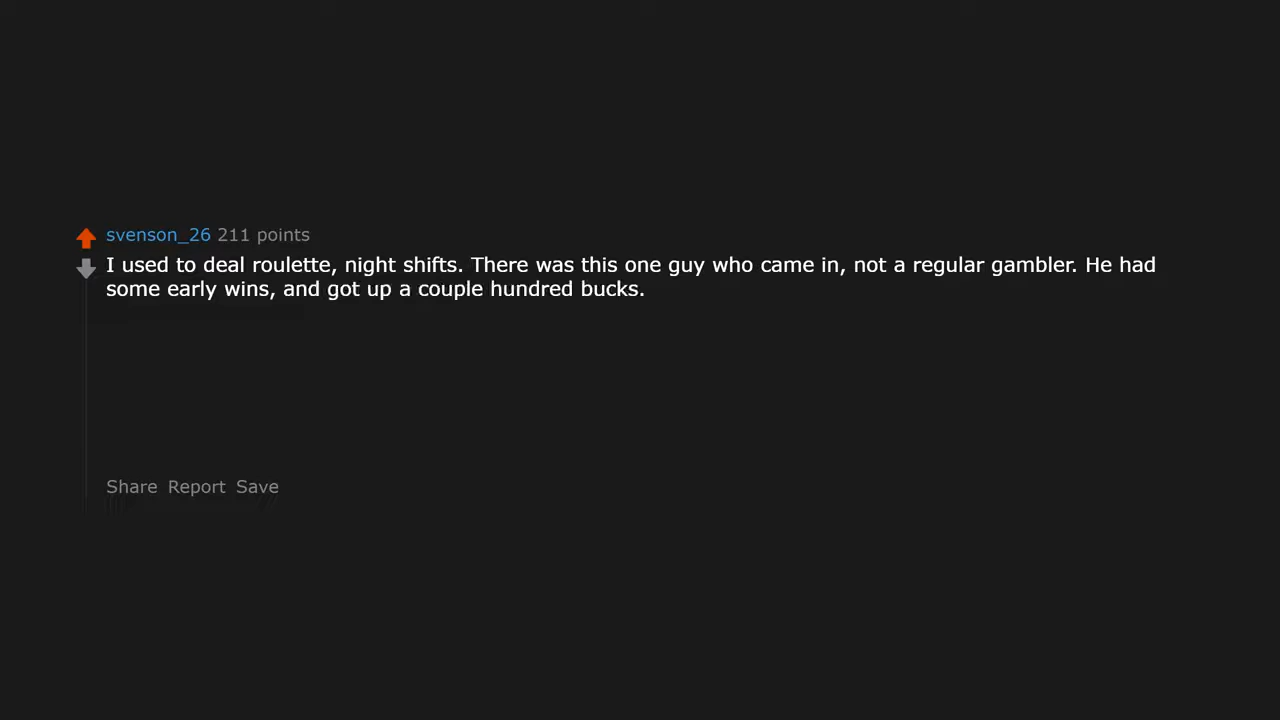 svenson_26 211 points
I used to deal roulette, night shifts. There was this one guy who came in, not a regular gambler. He had
some early wins, and got up a couple hundred bucks.
Share Report Save